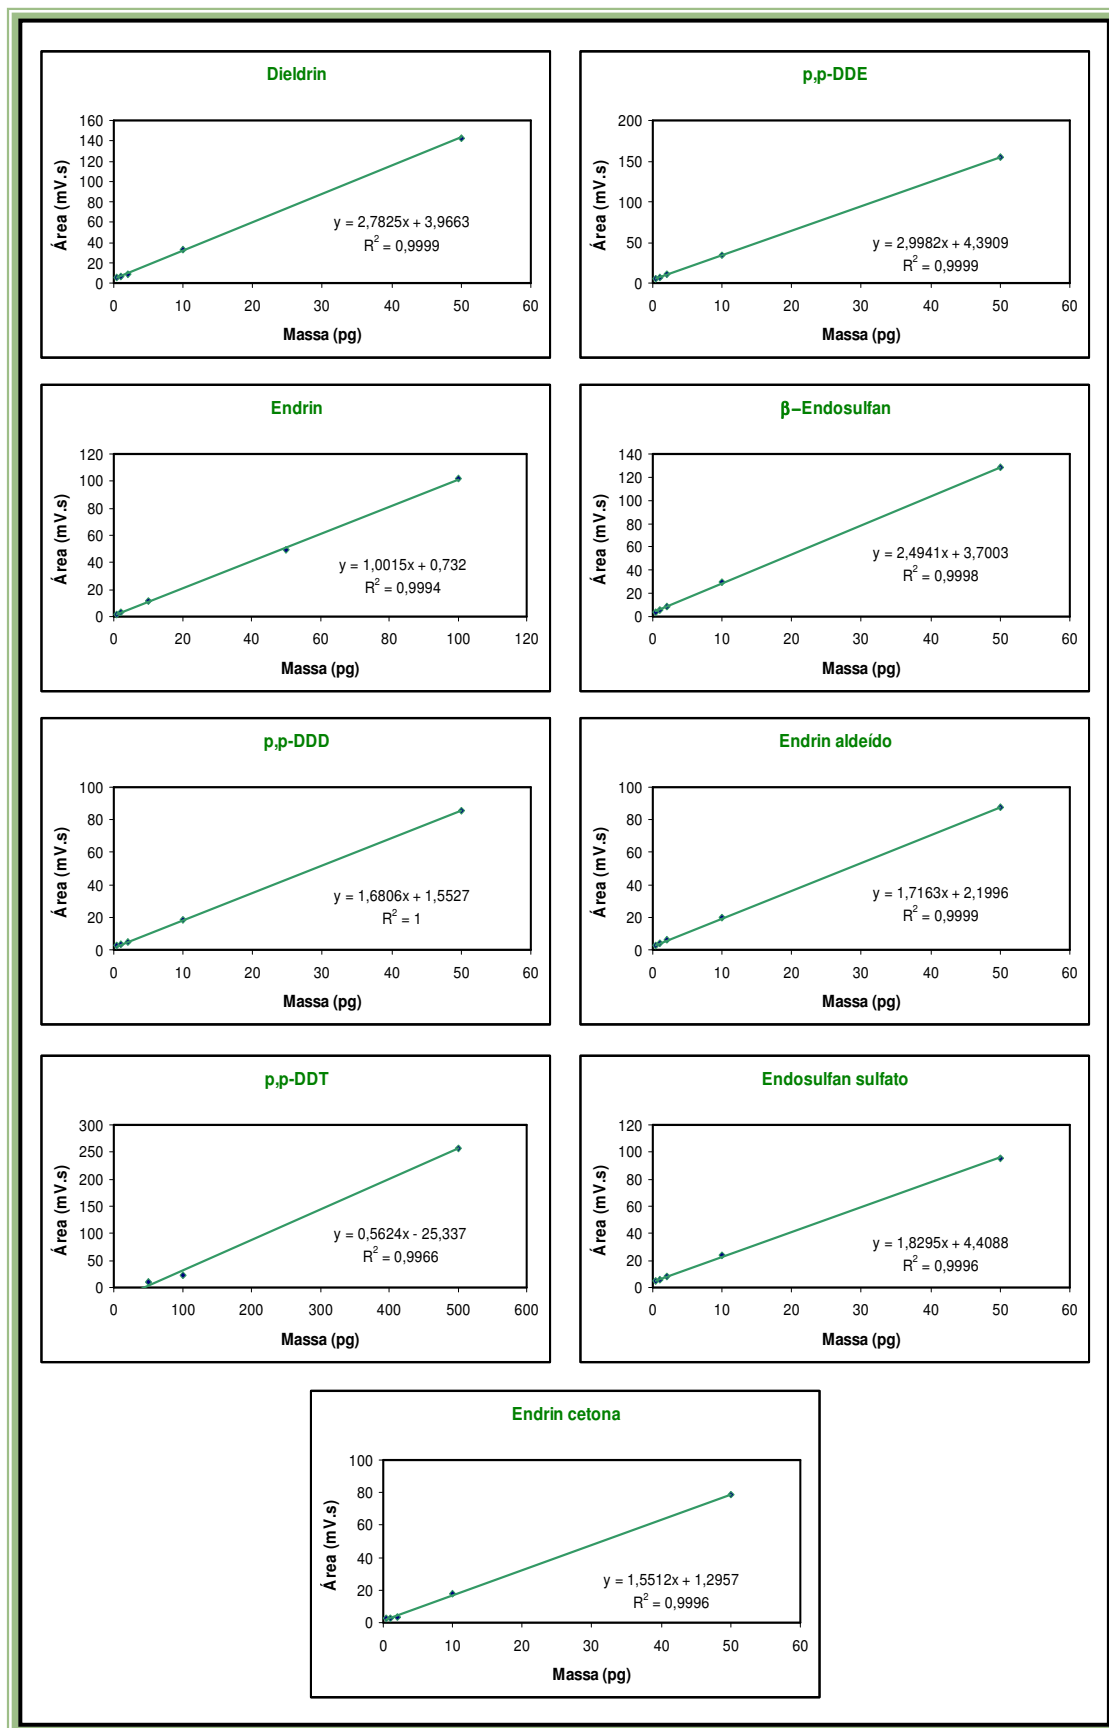 Dieldrin
Área (mV.s)
160
140
120
100
80
60
40
20
0
y = 2,7825x + 3,9663
R² = 0,9999
0 10 20 30 40 50 60
Massa (pg)
p,p-DDE
Área (mV.s)
200
150
100
50
0
y = 2,9982x + 4,3909
R² = 0,9999
0 10 20 30 40 50 60
Massa (pg)
Endrin
Área (mV.s)
120
100
80
60
40
20
0
y = 1,0015x + 0,732
R² = 0,9994
0 20 40 60 80 100 120
Massa (pg)
β–Endosulfan
Área (mV.s)
140
120
100
80
60
40
20
0
y = 2,4941x + 3,7003
R² = 0,9998
0 10 20 30 40 50 60
Massa (pg)
p,p-DDD
Área (mV.s)
100
80
60
40
20
0
y = 1,6806x + 1,5527
R² = 1
0 10 20 30 40 50 60
Massa (pg)
Endrin aldeído
Área (mV.s)
100
80
60
40
20
0
y = 1,7163x + 2,1996
R² = 0,9999
0 10 20 30 40 50 60
Massa (pg)
p,p-DDT
Área (mV.s)
300
250
200
150
100
50
0
y = 0,5624x - 25,337
R² = 0,9966
0 100 200 300 400 500 600
Massa (pg)
Endosulfan sulfato
Área (mV.s)
120
100
80
60
40
20
0
y = 1,8295x + 4,4088
R² = 0,9996
0 10 20 30 40 50 60
Massa (pg)
Endrin cetona
Área (mV.s)
100
80
60
40
20
0
y = 1,5512x + 1,2957
R² = 0,9996
0 10 20 30 40 50 60
Massa (pg)